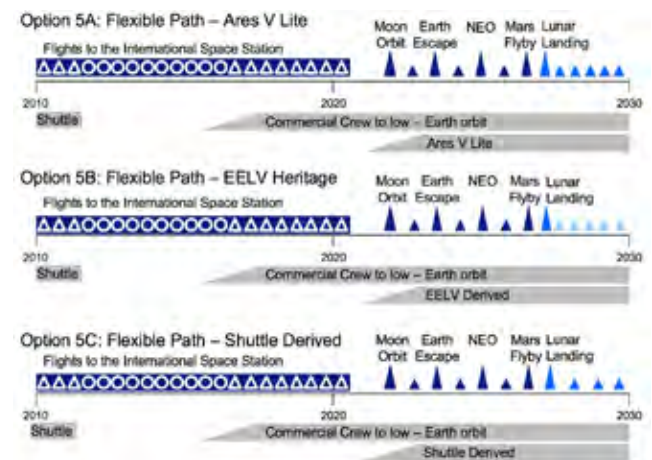 Option 5A: Flexible Path – Ares V Lite
Moon Earth NEO Mars Lunar
Orbit Escape Flyby Landing
Flights to the International Space Station
2010 2020 2030
Shuttle Commercial Crew to low – Earth orbit
Ares V Lite
Option 5B: Flexible Path – EELV Heritage
Moon Earth NEO Mars Lunar
Orbit Escape Flyby Landing
Flights to the International Space Station
2010 2020 2030
Shuttle Commercial Crew to low – Earth orbit
EELV Derived
Option 5C: Flexible Path – Shuttle Derived
Moon Earth NEO Mars Lunar
Orbit Escape Flyby Landing
Flights to the International Space Station
2010 2020 2030
Shuttle Commercial Crew to low – Earth orbit
Shuttle Derived